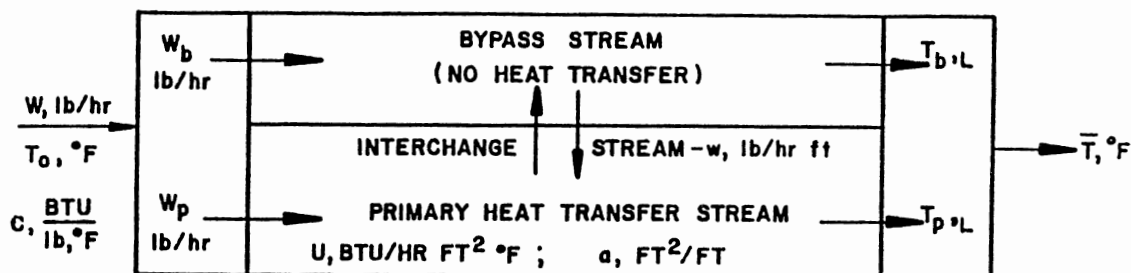 W_b
lb/hr
BYPASS STREAM
(NO HEAT TRANSFER)
T_b,L
W, lb/hr
T_o, °F
C, BTU/lb,°F
INTERCHANGE STREAM-w, lb/hr ft
T̅, °F
W_p
lb/hr
PRIMARY HEAT TRANSFER STREAM
U, BTU/HR FT² °F ; a, FT²/FT
T_p,L